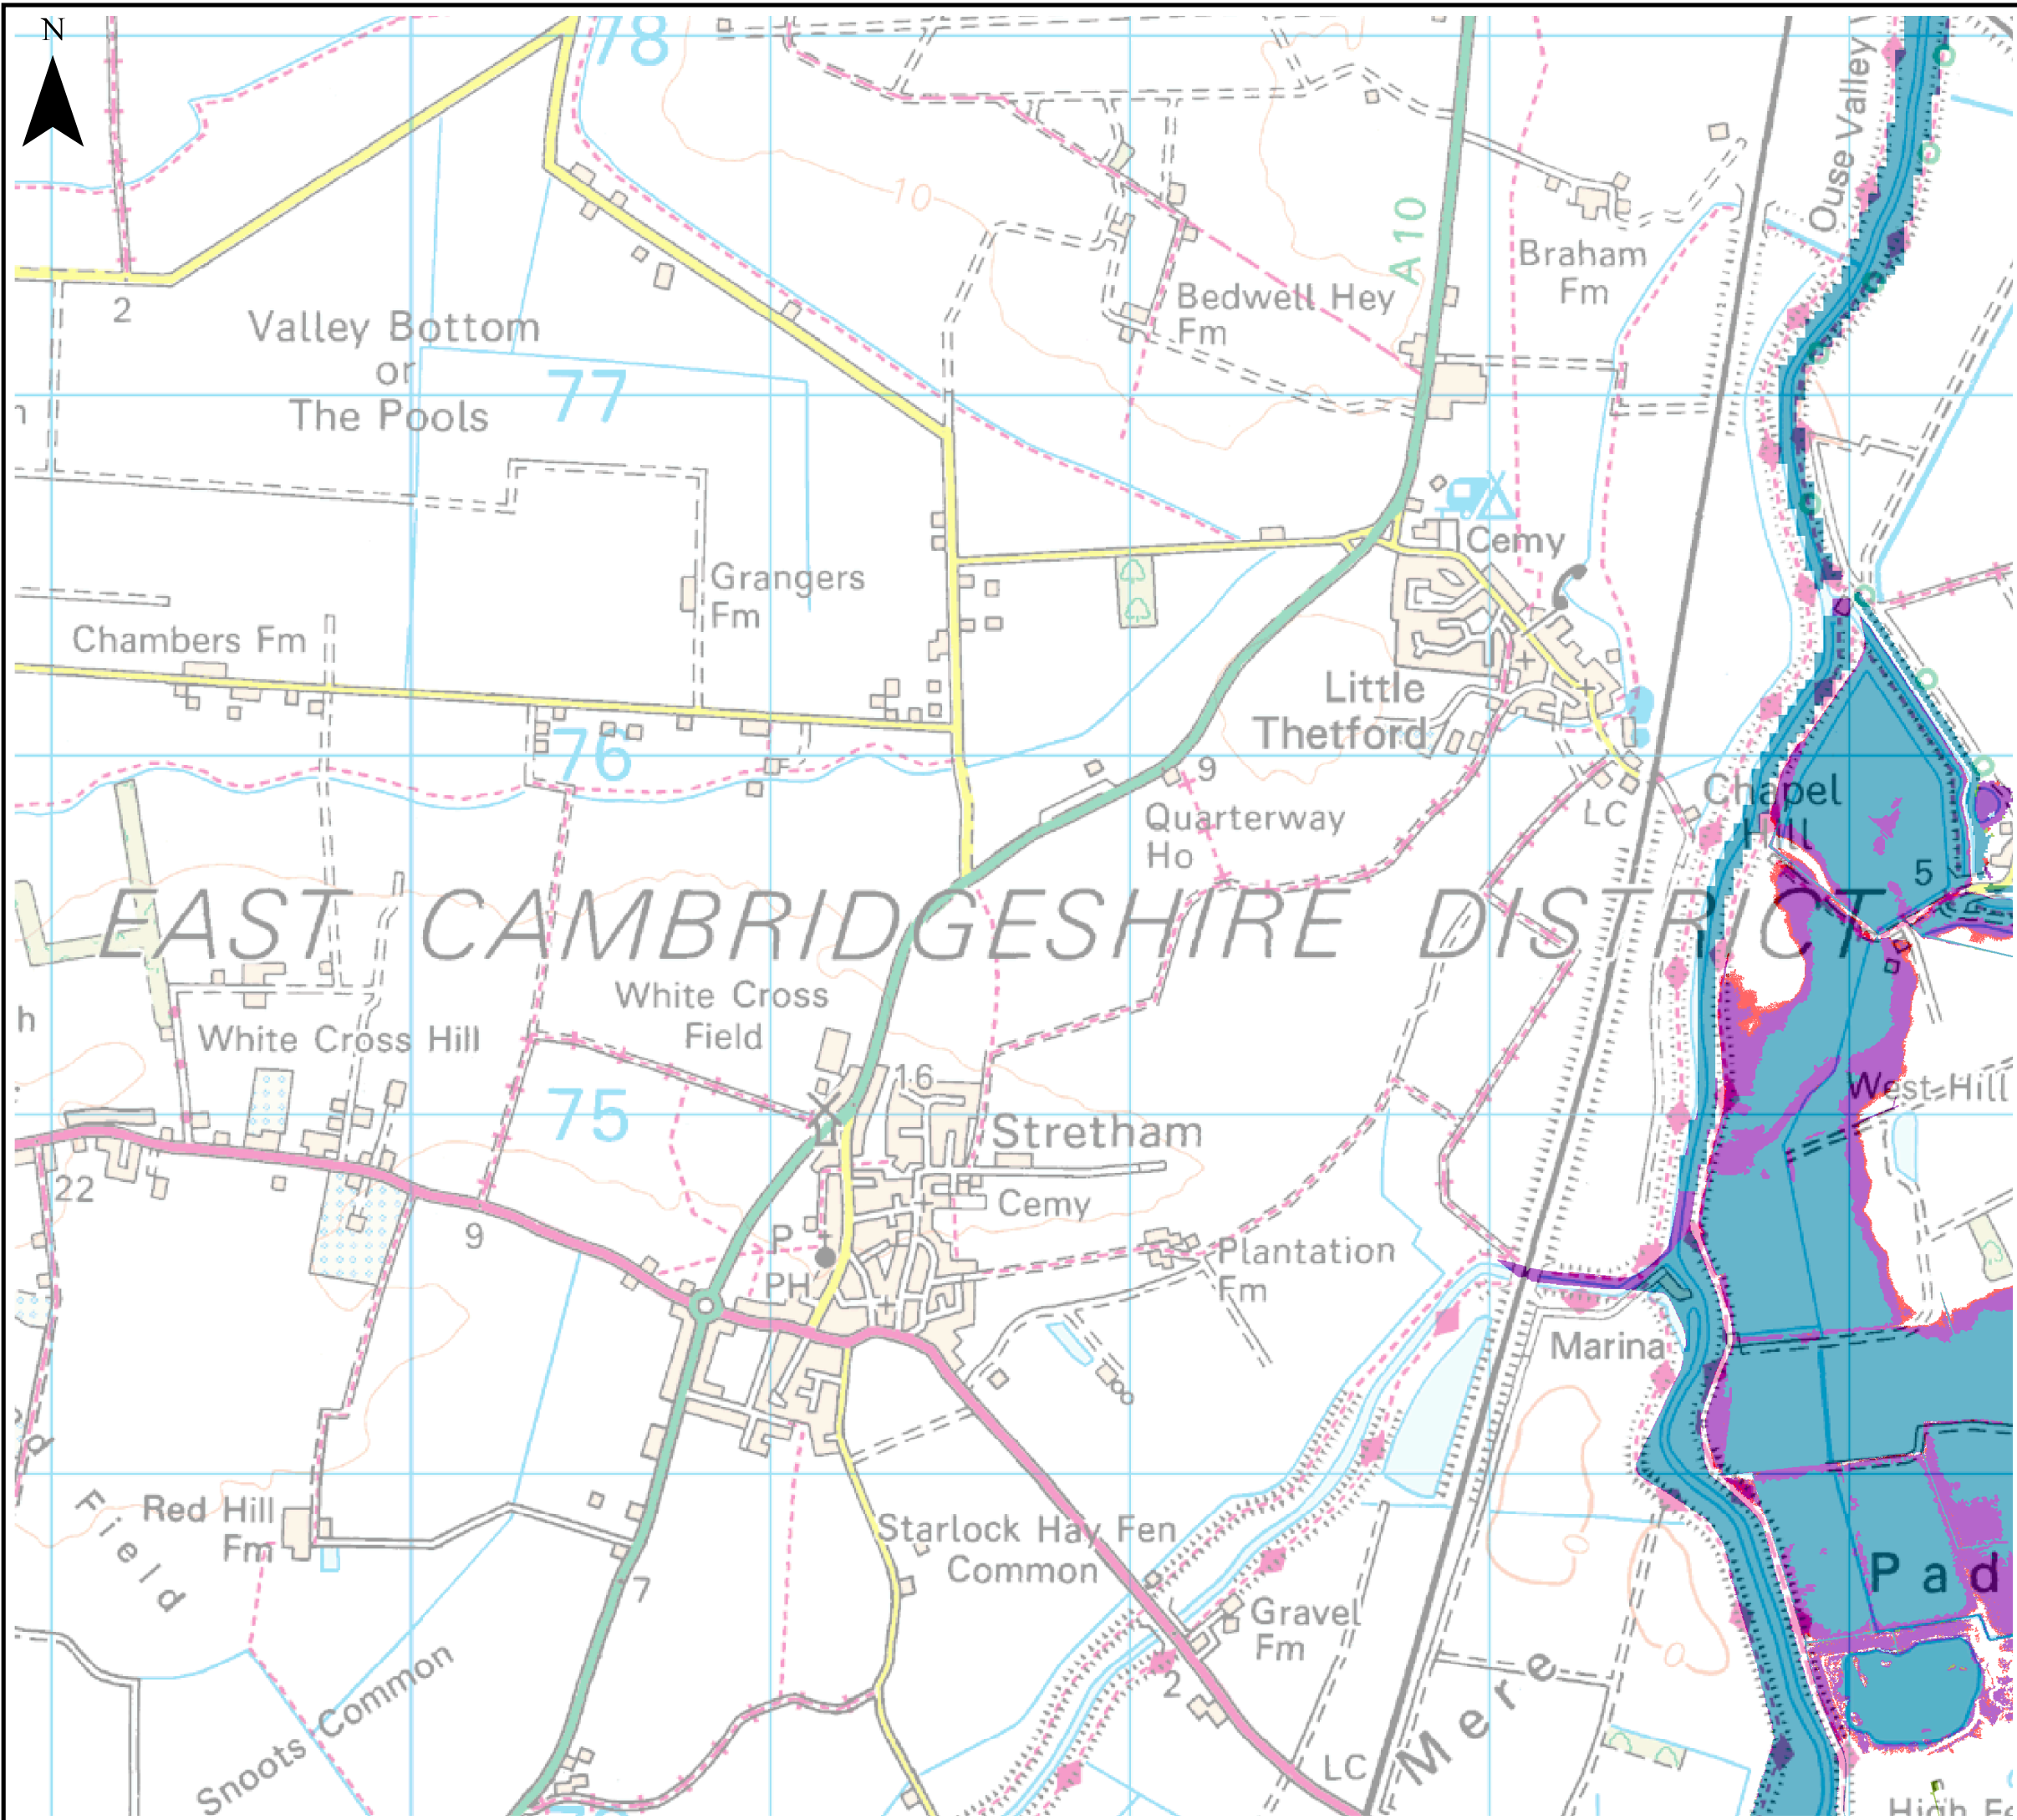 N
78
Ouse Valley
10
A 10
Braham
Fm
Bedwell Hey
Fm
2
Valley Bottom
or
The Pools
77
n
Cemy
Grangers
Fm
Chambers Fm
Little
Thetford
76
9
Chapel
Hill
LC
Quarterway
Ho
5
EAST CAMBRIDGESHIRE DISTRICT
White Cross
Field
h
White Cross Hill
16
West Hill
75
Stretham
22
Cemy
9
P
PH
Plantation
Fm
Marina
Red Hill
Fm
Field
d
Starlock Hay Fen
Common
0
Pad
7
Gravel
Fm
0
2
Mere
Snoots Common
LC